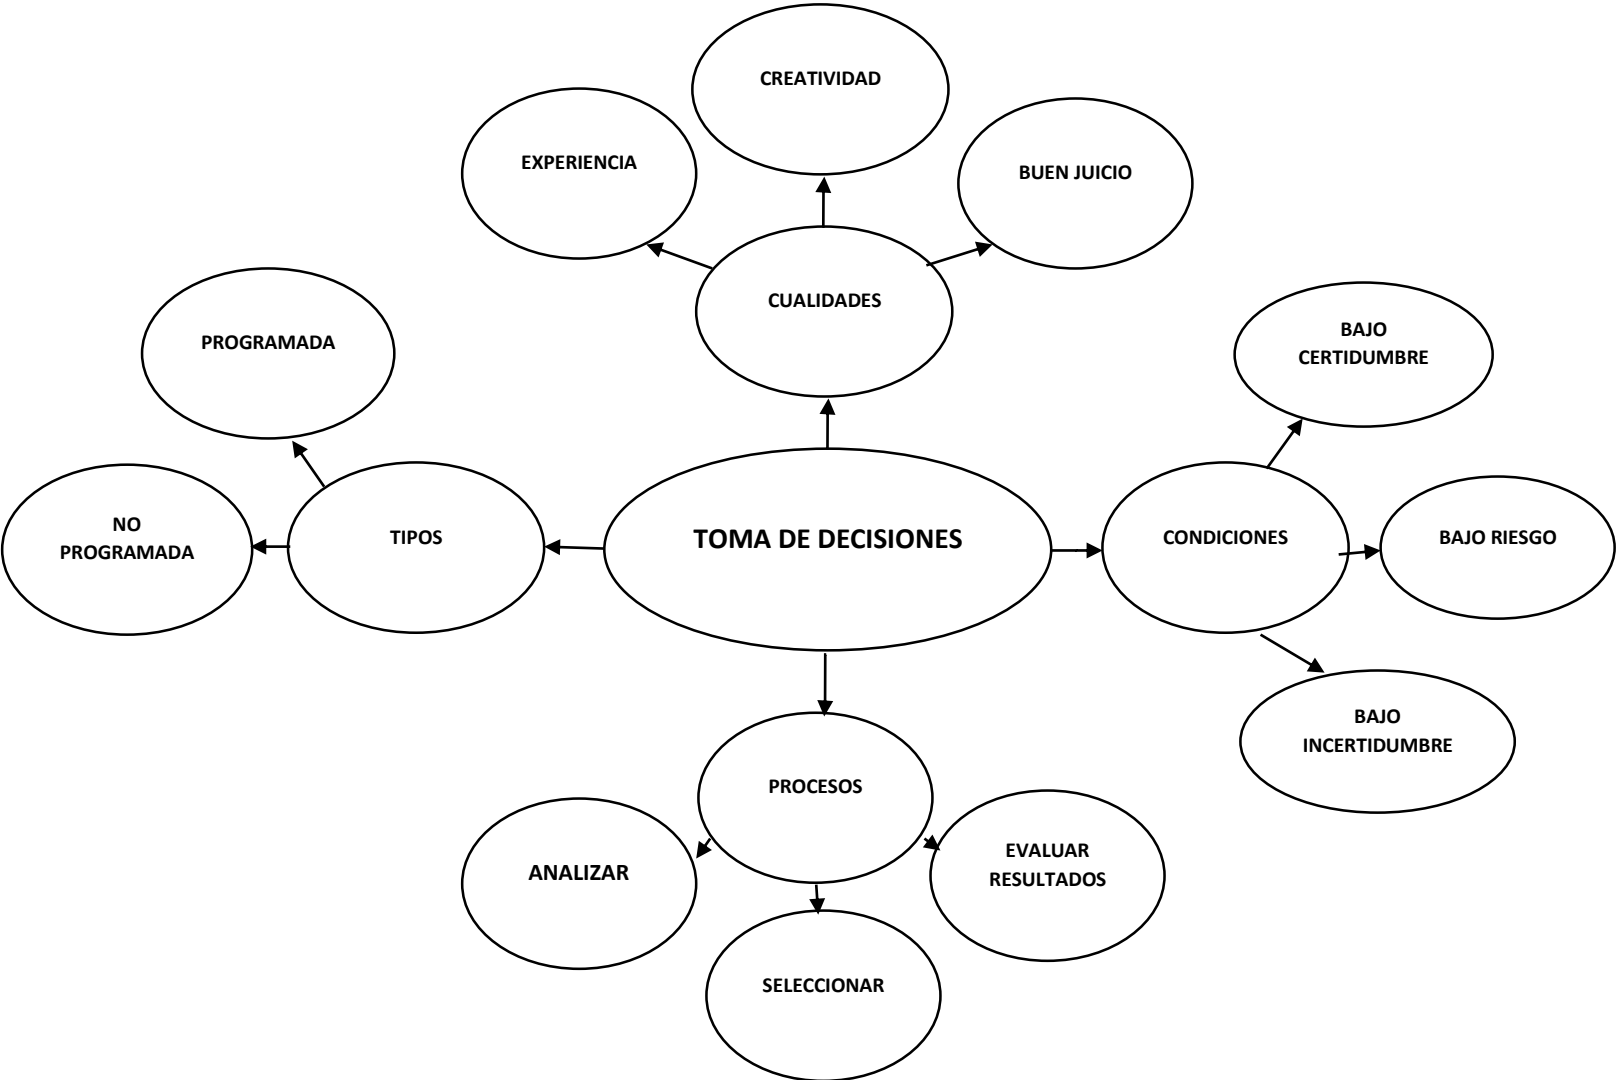 CREATIVIDAD
EXPERIENCIA
BUEN JUICIO
CUALIDADES
PROGRAMADA
BAJO
CERTIDUMBRE
NO
PROGRAMADA
TIPOS
TOMA DE DECISIONES
CONDICIONES
BAJO RIESGO
BAJO
INCERTIDUMBRE
PROCESOS
ANALIZAR
EVALUAR
RESULTADOS
SELECCIONAR